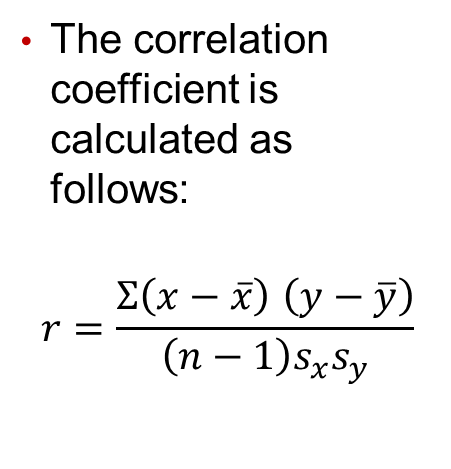 • The correlation
coefficient is
calculated as
follows:
r = Σ(x − x̄) (y − ȳ) / (n − 1)sₓsᵧ